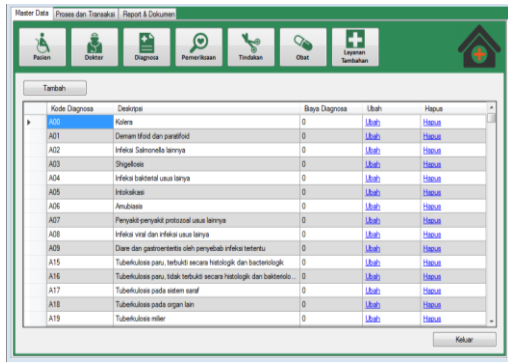 Master Data Proses dan Transaksi Report & Dokumen
Pasien Dokter Diagnosa Pemeriksaan Tindakan Obat Layanan Tambahan
Tambah
Kode Diagnosa Deskripsi Biaya Diagnosa Ubah Hapus
A00 Kolera 0 Ubah Hapus
A01 Demam tifoid dan paratifoid 0 Ubah Hapus
A02 Infeksi Salmonella lainnya 0 Ubah Hapus
A03 Shigellosis 0 Ubah Hapus
A04 Infeksi bakterial usus lainya 0 Ubah Hapus
A05 Intoksikasi 0 Ubah Hapus
A06 Amubiasis 0 Ubah Hapus
A07 Penyakit-penyakit protozoal usus lainnya 0 Ubah Hapus
A08 Infeksi viral dan infeksi usus lainya 0 Ubah Hapus
A09 Diare dan gastroenteritis oleh penyebab infeksi tertentu 0 Ubah Hapus
A15 Tuberkulosis paru, terbukti secara histologik dan bacteriologik 0 Ubah Hapus
A16 Tuberkulosis paru, tidak terbukti secara histologik dan bakteriolo... 0 Ubah Hapus
A17 Tuberkulosis pada sistem saraf 0 Ubah Hapus
A18 Tuberkulosis pada organ lain 0 Ubah Hapus
A19 Tuberkulosis milier 0 Ubah Hapus
Keluar